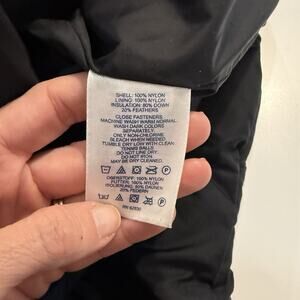 SHELL: 100% NYLON
LINING: 100% NYLON
INSULATION: 80% DOWN
20% FEATHERS
CLOSE FASTENERS
MACHINE WASH WARM NORMAL.
WASH DARK COLORS
SEPARATELY.
ONLY NON-CHLORINE
BLEACH WHEN NEEDED
TUMBLE DRY LOW WITH CLEAN
TENNIS BALLS
DO NOT LINE DRY.
DO NOT IRON.
MAY BE DRY CLEANED.
OBERSTOFF: 100% NYLON
FUTTER: 100% NYLON
ISOLIERUNG: 80% DAUNEN
20% FEDERN